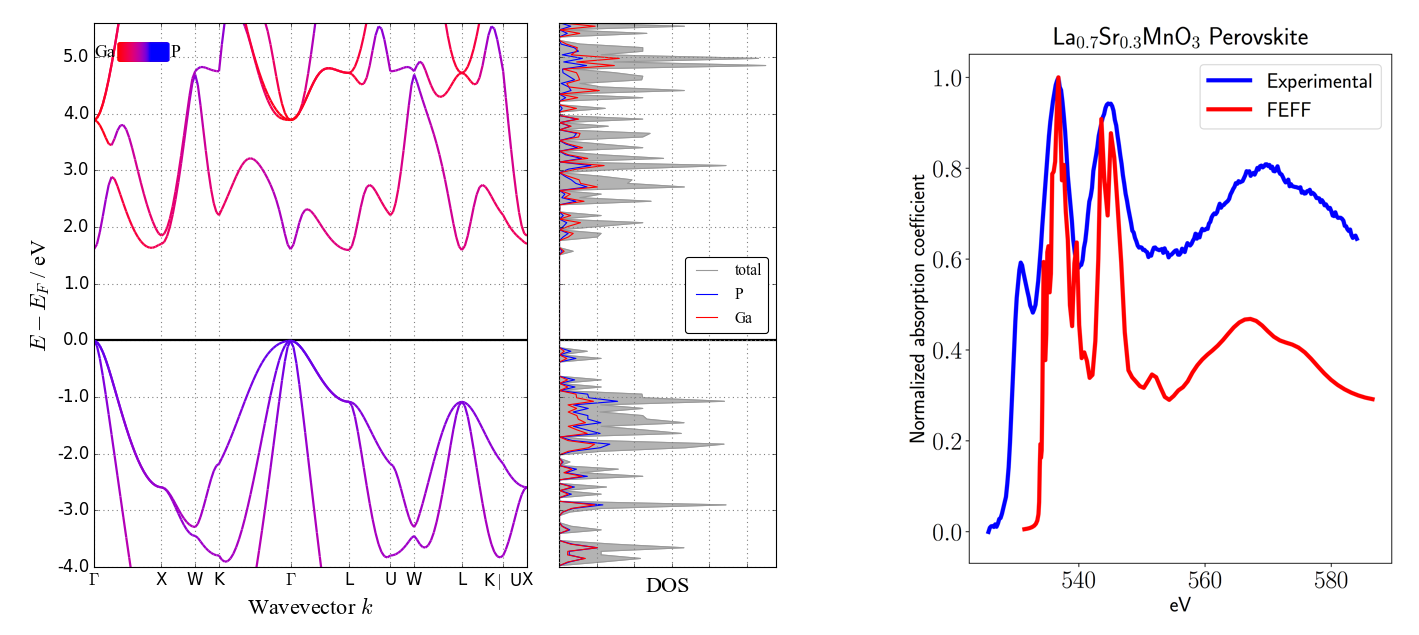 Ga P
5.0
4.0
3.0
2.0
1.0
0.0
-1.0
-2.0
-3.0
-4.0
E − E_F / eV
Γ X W K Γ L U W L K| UX
Wavevector k
total
P
Ga
DOS
La₀.₇Sr₀.₃MnO₃ Perovskite
Experimental
FEFF
1.0
0.8
0.6
0.4
0.2
0.0
Normalized absorption coefficient
540 560 580
eV